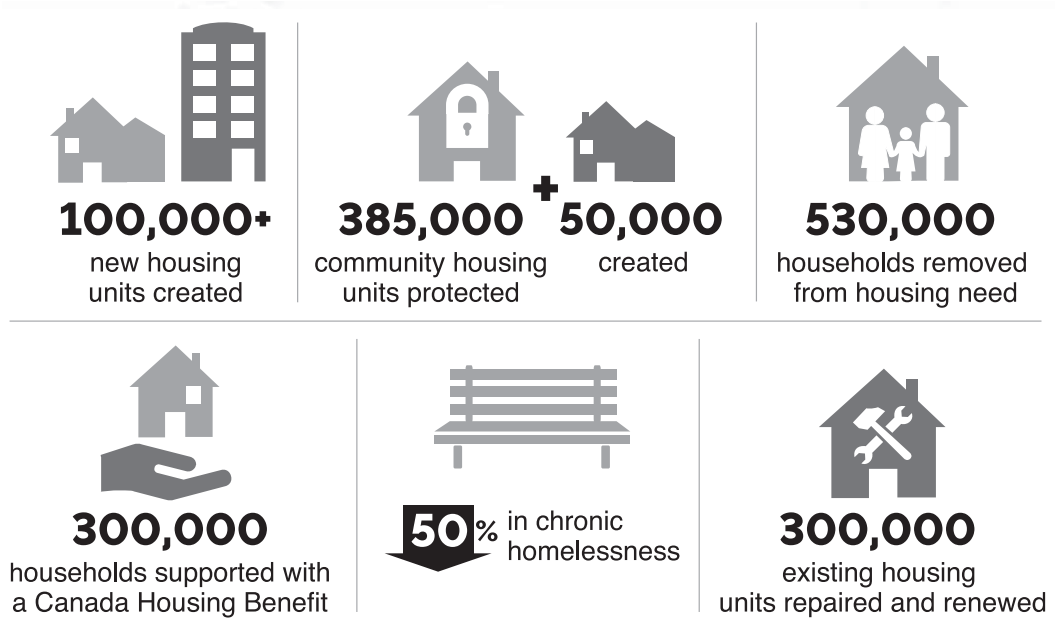 100,000+
new housing
units created
385,000
community housing
units protected
+
50,000
created
530,000
households removed
from housing need
300,000
households supported with
a Canada Housing Benefit
50% in chronic
homelessness
300,000
existing housing
units repaired and renewed